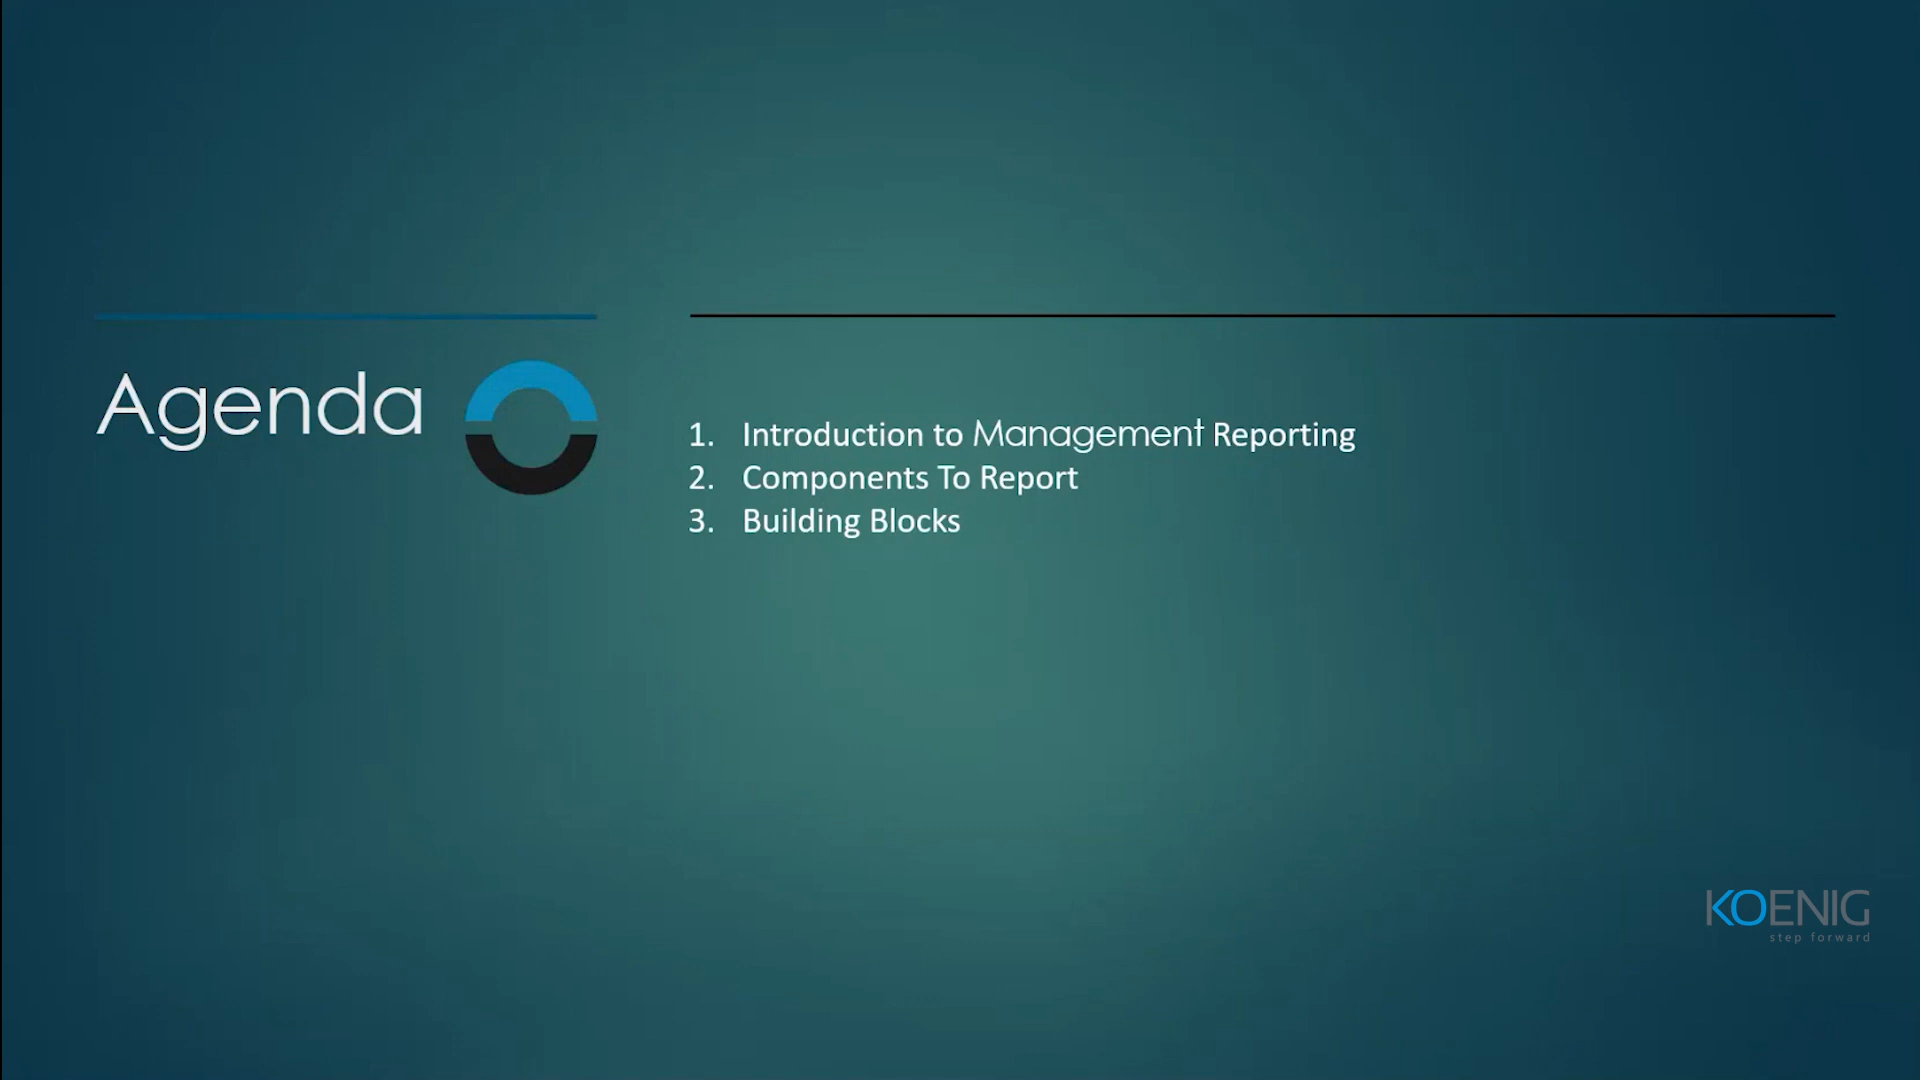 Agenda
1. Introduction to Management Reporting
2. Components To Report
3. Building Blocks
KOENIG
step forward